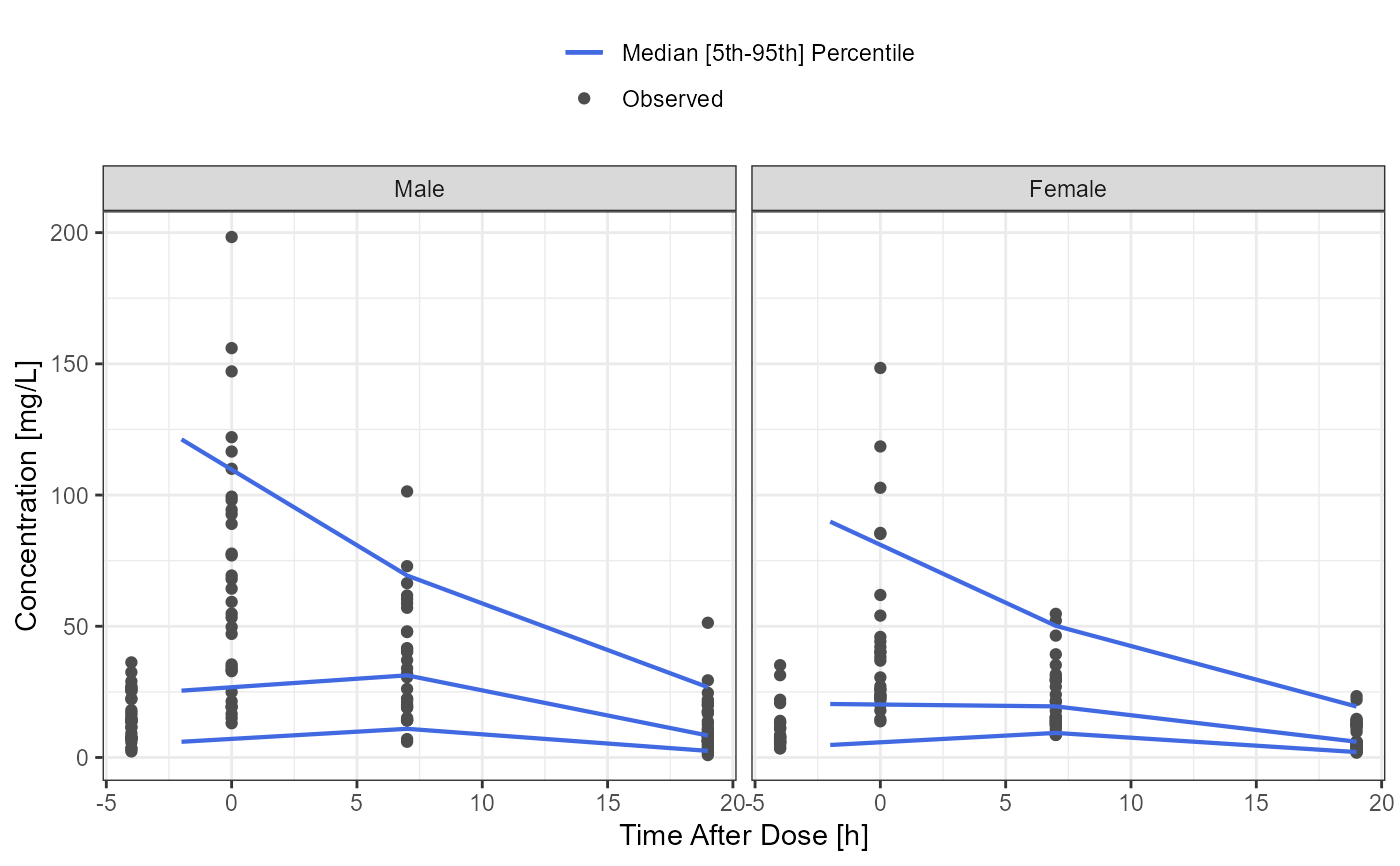 Median [5th-95th] Percentile
Observed
Male
Female
Concentration [mg/L]
200
150
100
50
0
-5 0 5 10 15 20
-5 0 5 10 15 20
Time After Dose [h]